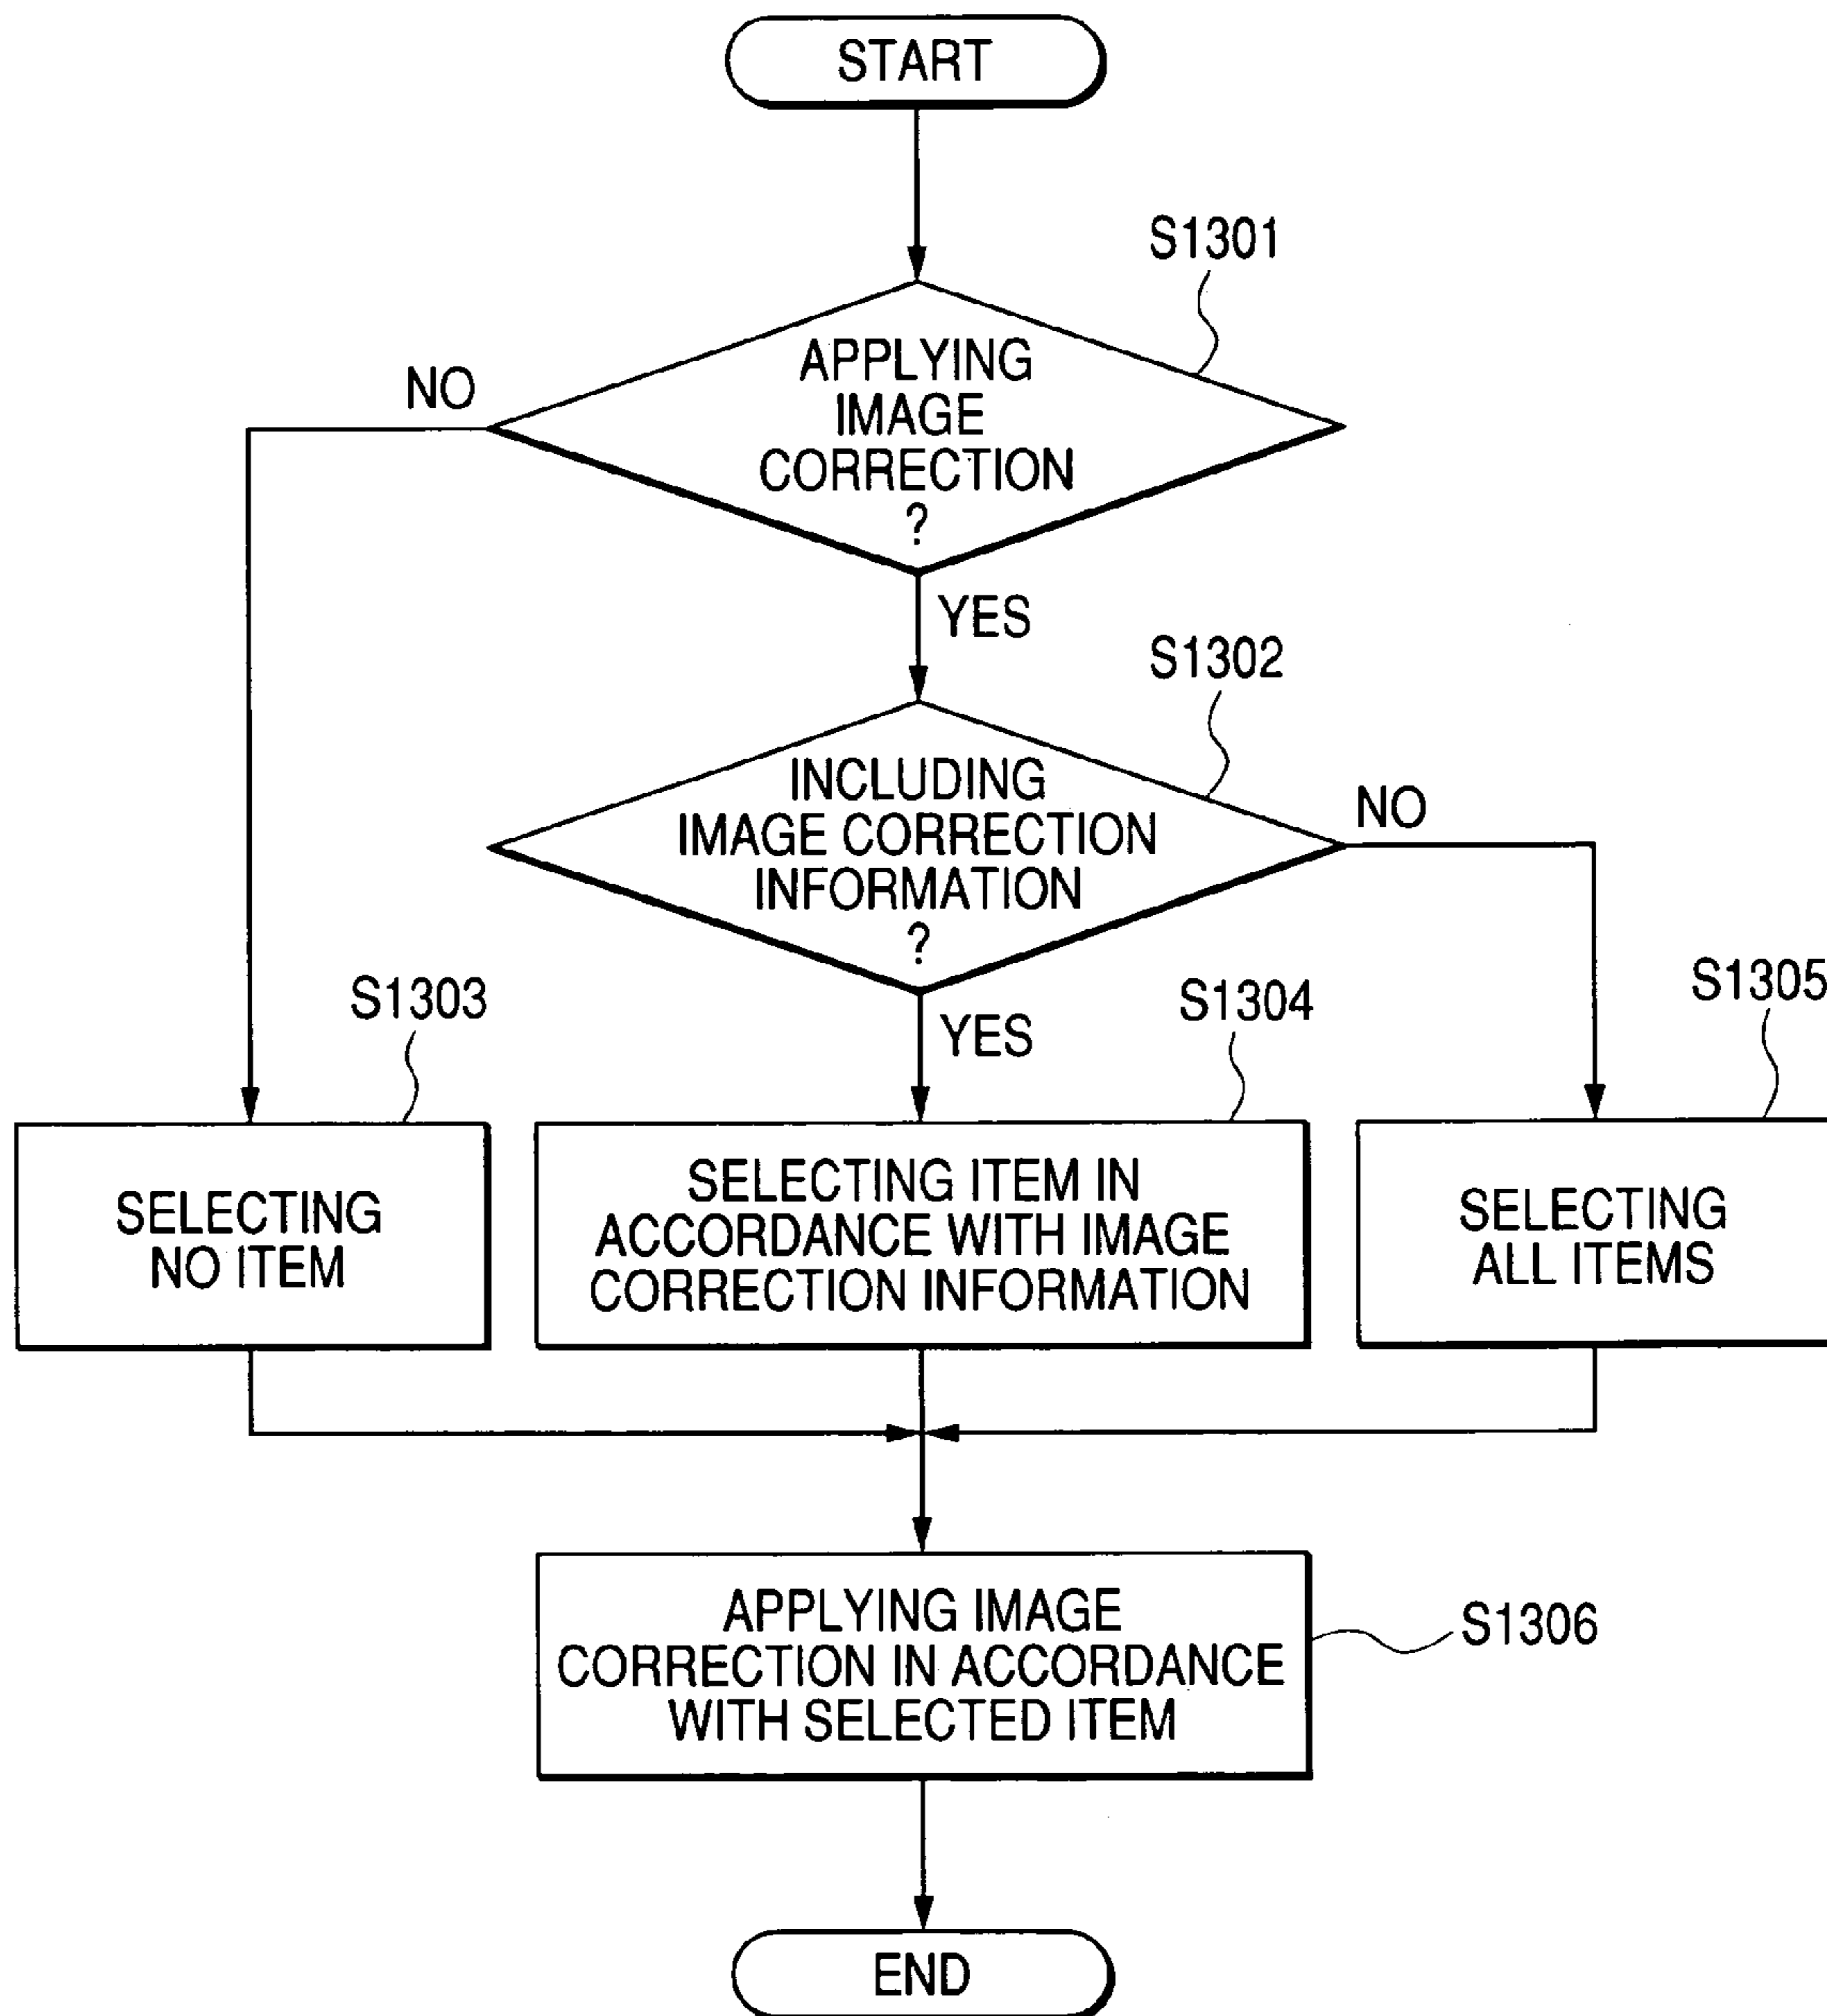 START
S1301
APPLYING
IMAGE
CORRECTION
?
NO
YES
S1302
INCLUDING
IMAGE CORRECTION
INFORMATION
?
NO
YES
S1303
SELECTING
NO ITEM
S1304
SELECTING ITEM IN
ACCORDANCE WITH IMAGE
CORRECTION INFORMATION
S1305
SELECTING
ALL ITEMS
APPLYING IMAGE
CORRECTION IN ACCORDANCE
WITH SELECTED ITEM
S1306
END